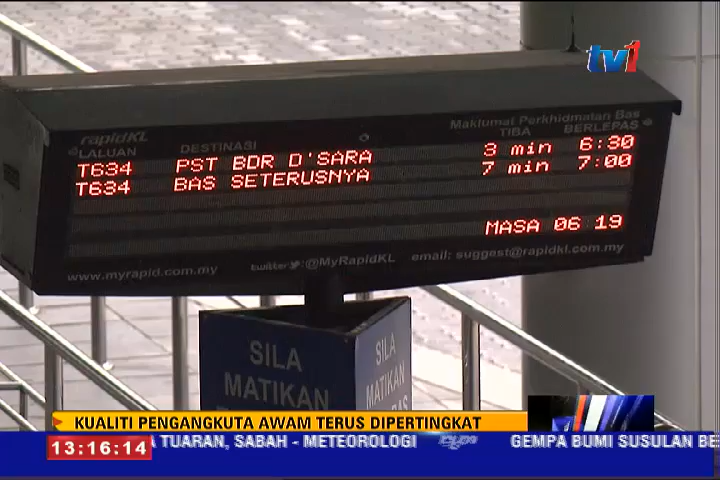 tv1
rapidKL
Maklumat Perkhidmatan Bas
LALUAN DESTINASI TIBA BERLEPAS
T634 PST BDR D'SARA 3 min 6:30
T634 BAS SETERUSNYA 7 min 7:00
MASA 06 19
www.myrapid.com.my twitter :@MyRapidKL email: suggest@rapidkl.com.my
SILA
MATIKAN
SILA
MATIKAN
KUALITI PENGANGKUTA AWAM TERUS DIPERTINGKAT
13:16:14 A TUARAN, SABAH - METEOROLOGI GEMPA BUMI SUSULAN BE